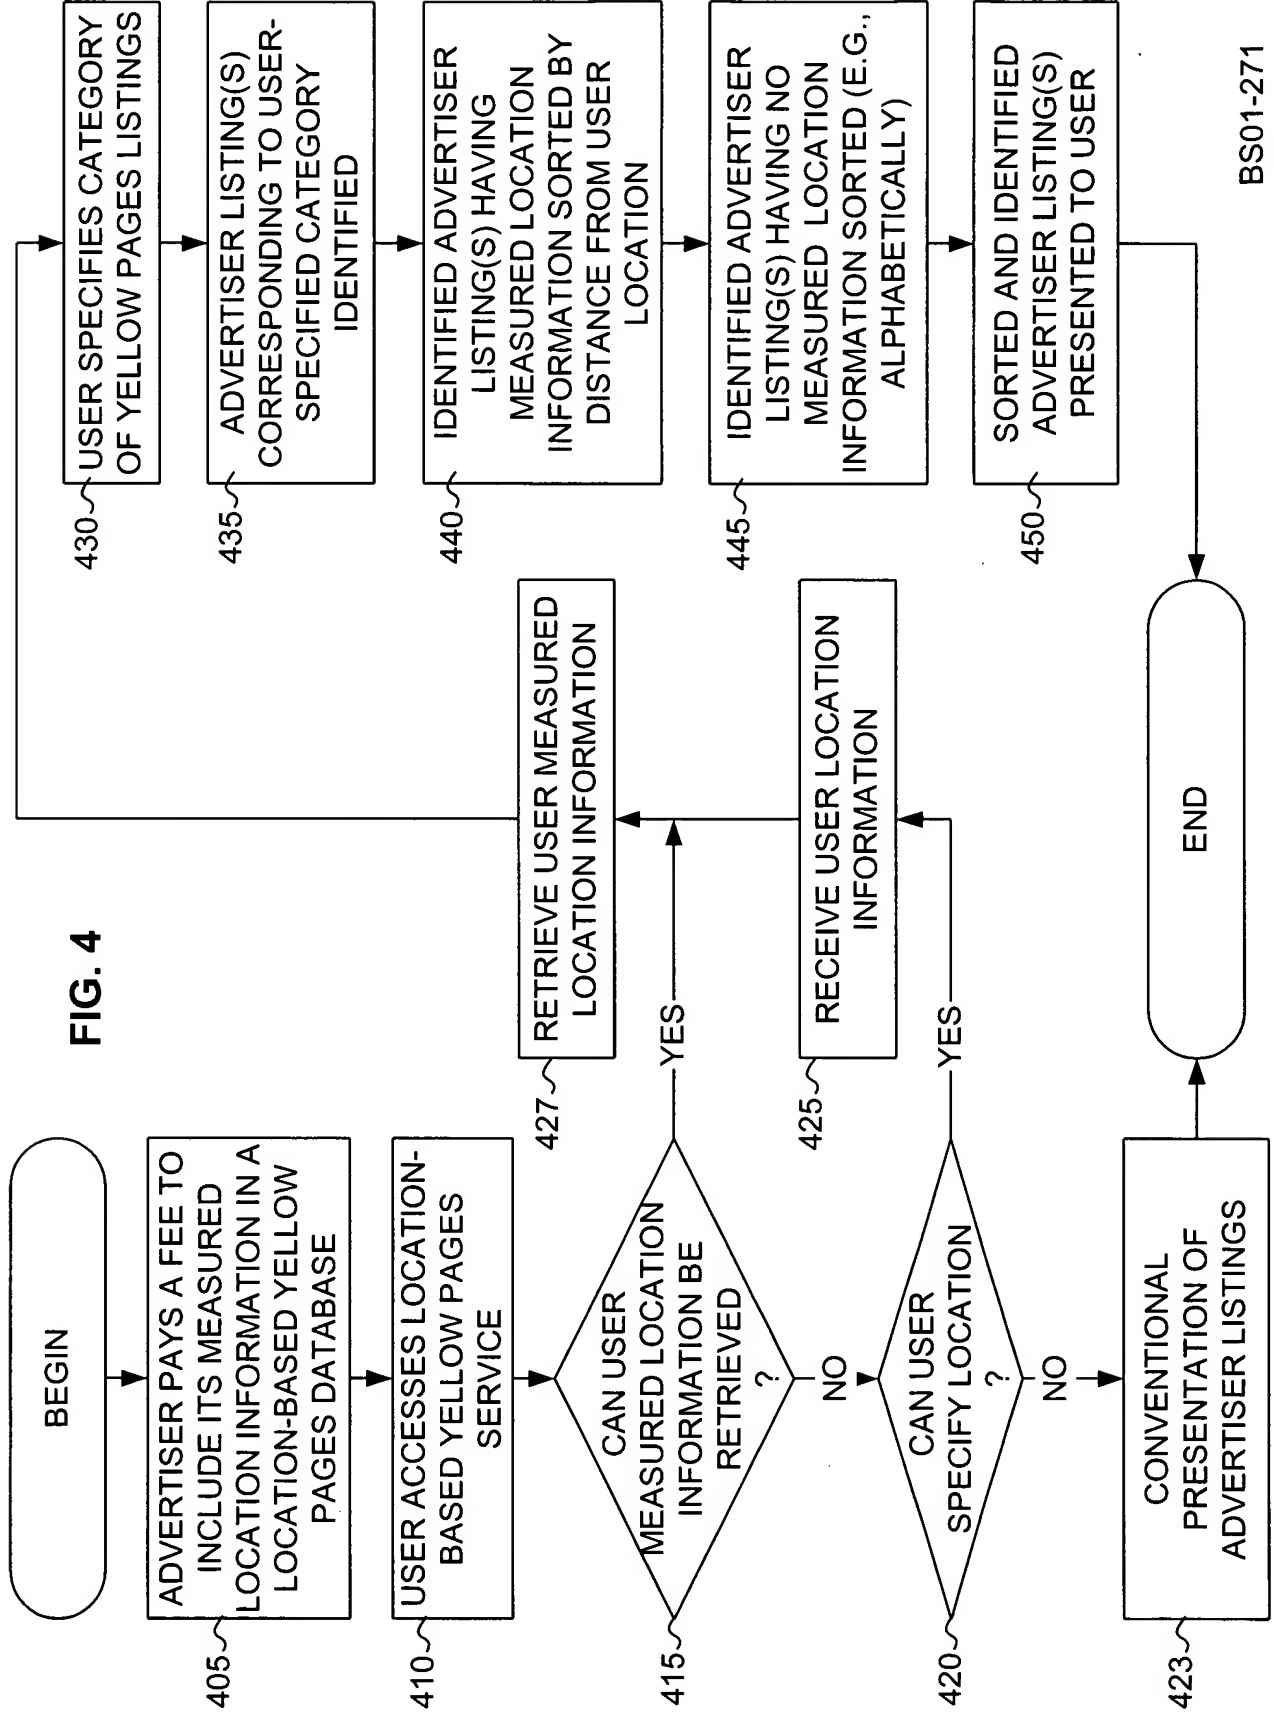 FIG. 4
BEGIN
405
ADVERTISER PAYS A FEE TO
INCLUDE ITS MEASURED
LOCATION INFORMATION IN A
LOCATION-BASED YELLOW
PAGES DATABASE
410
USER ACCESSES LOCATION-
BASED YELLOW PAGES
SERVICE
415
CAN USER
MEASURED LOCATION
INFORMATION BE
RETRIEVED
?
YES
NO
420
CAN USER
SPECIFY LOCATION
?
YES
NO
423
CONVENTIONAL
PRESENTATION OF
ADVERTISER LISTINGS
427
RETRIEVE USER MEASURED
LOCATION INFORMATION
425
RECEIVE USER LOCATION
INFORMATION
430
USER SPECIFIES CATEGORY
OF YELLOW PAGES LISTINGS
435
ADVERTISER LISTING(S)
CORRESPONDING TO USER-
SPECIFIED CATEGORY
IDENTIFIED
440
IDENTIFIED ADVERTISER
LISTING(S) HAVING
MEASURED LOCATION
INFORMATION SORTED BY
DISTANCE FROM USER
LOCATION
445
IDENTIFIED ADVERTISER
LISTING(S) HAVING NO
MEASURED LOCATION
INFORMATION SORTED (E.G.,
ALPHABETICALLY)
450
SORTED AND IDENTIFIED
ADVERTISER LISTING(S)
PRESENTED TO USER
END
BS01-271